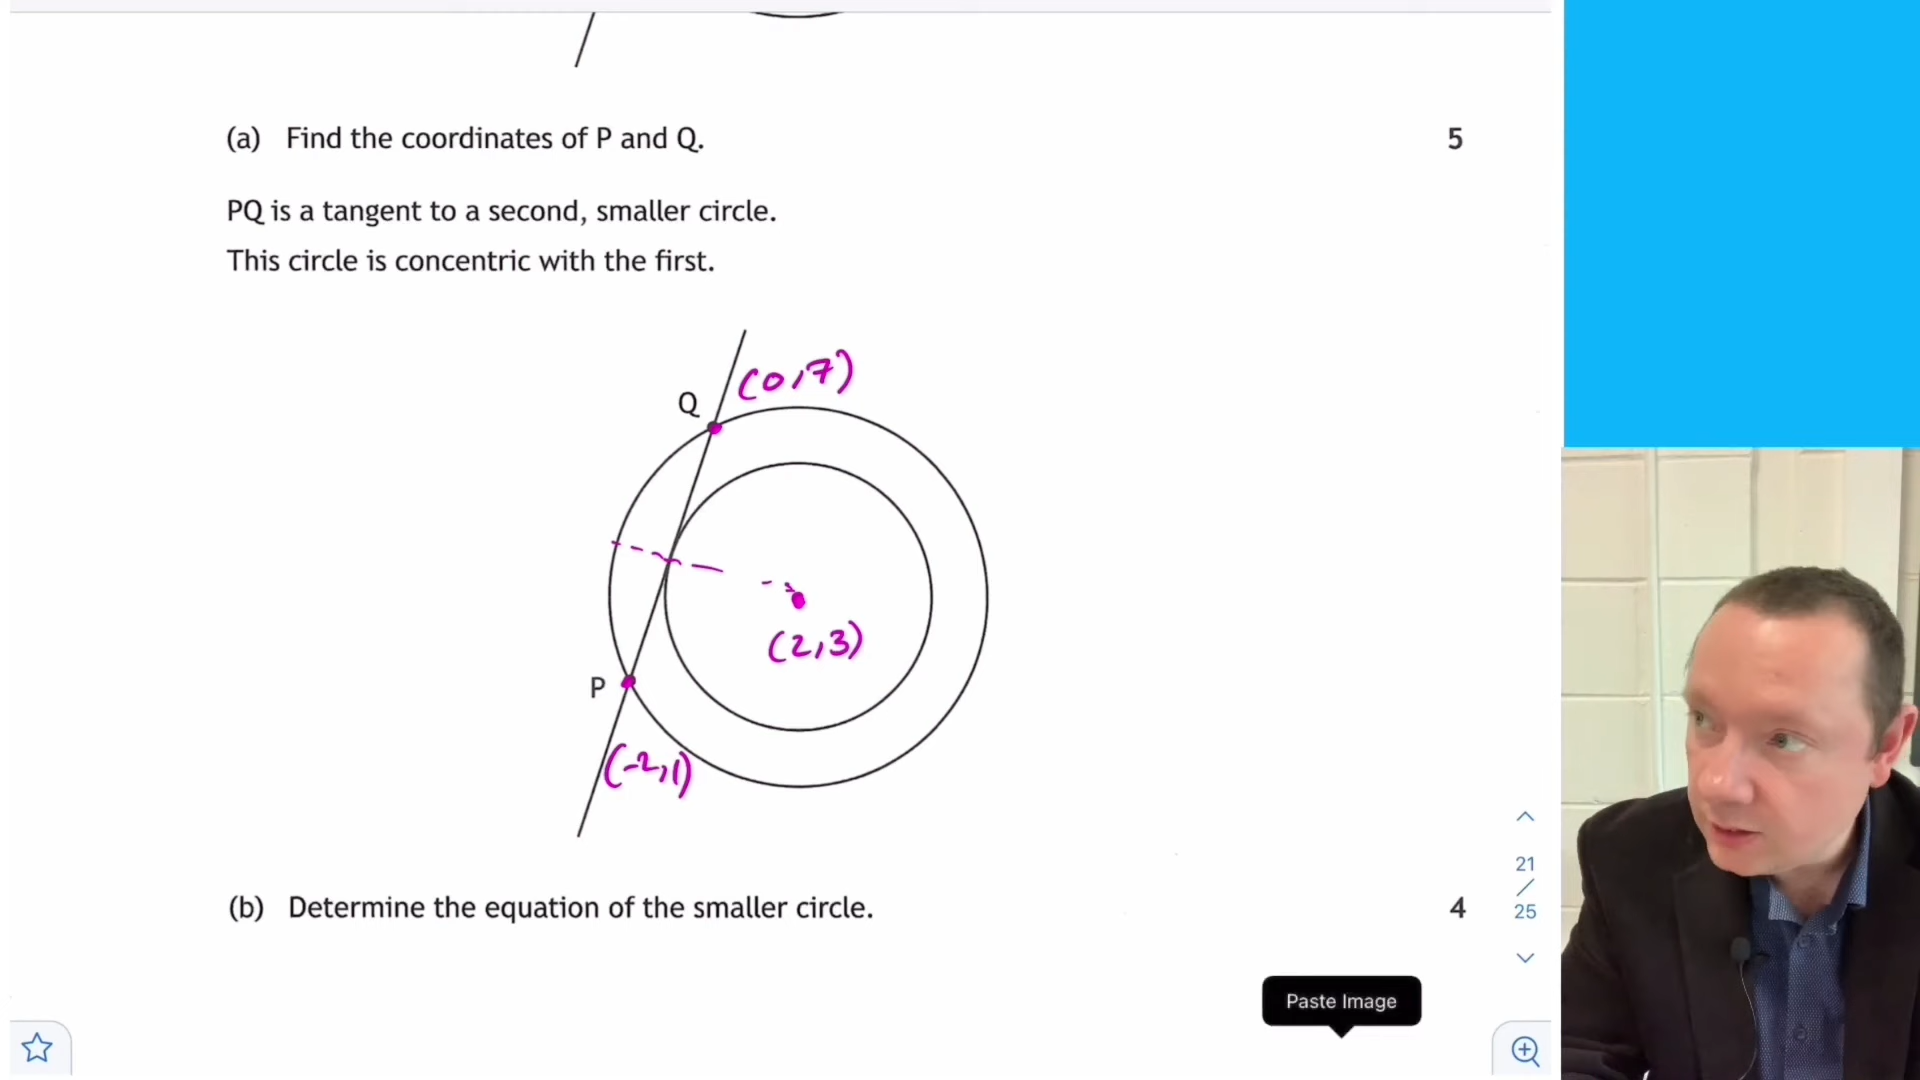 (a) Find the coordinates of P and Q. 5
PQ is a tangent to a second, smaller circle.
This circle is concentric with the first.
(0,7)
Q
(2,3)
P
(-2,1)
(b) Determine the equation of the smaller circle. 4
21
/
25
Paste Image